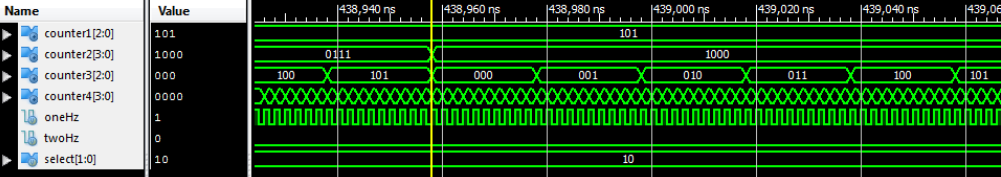 Name Value 438,940 ns 438,960 ns 438,980 ns 439,000 ns 439,020 ns 439,040 ns 439,06
counter1[2:0] 101 101
counter2[3:0] 1000 0111 1000
counter3[2:0] 000 100 101 000 001 010 011 100 101
counter4[3:0] 0000
oneHz 1
twoHz 0
select[1:0] 10 10